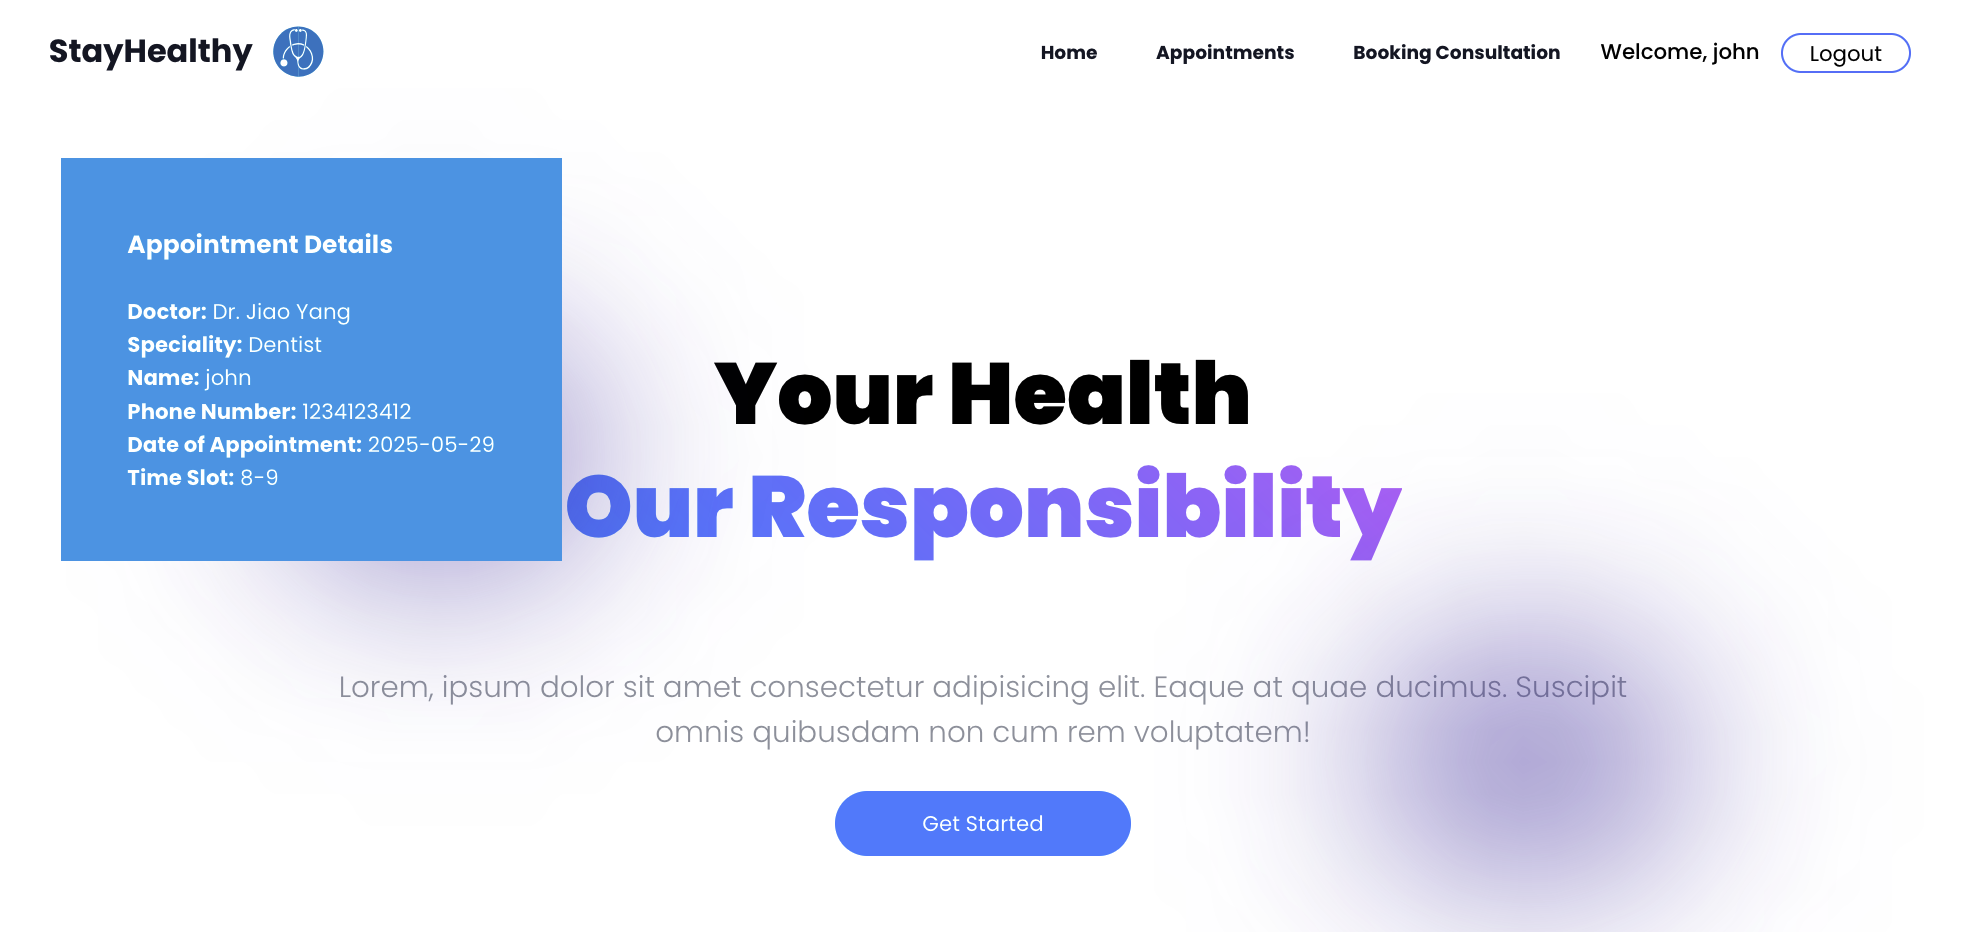 StayHealthy
Home
Appointments
Booking Consultation
Welcome, john
Logout
Appointment Details
Doctor: Dr. Jiao Yang
Speciality: Dentist
Name: john
Phone Number: 1234123412
Date of Appointment: 2025-05-29
Time Slot: 8-9
Your Health
Our Responsibility
Lorem, ipsum dolor sit amet consectetur adipisicing elit. Eaque at quae ducimus. Suscipit
omnis quibusdam non cum rem voluptatem!
Get Started